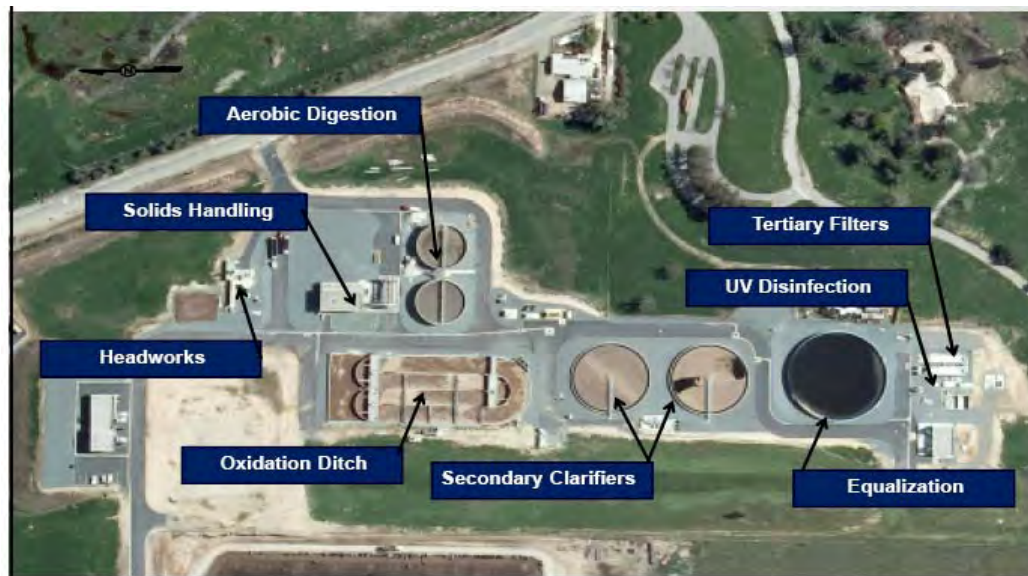 N
Aerobic Digestion
Solids Handling
Tertiary Filters
UV Disinfection
Headworks
Oxidation Ditch
Secondary Clarifiers
Equalization